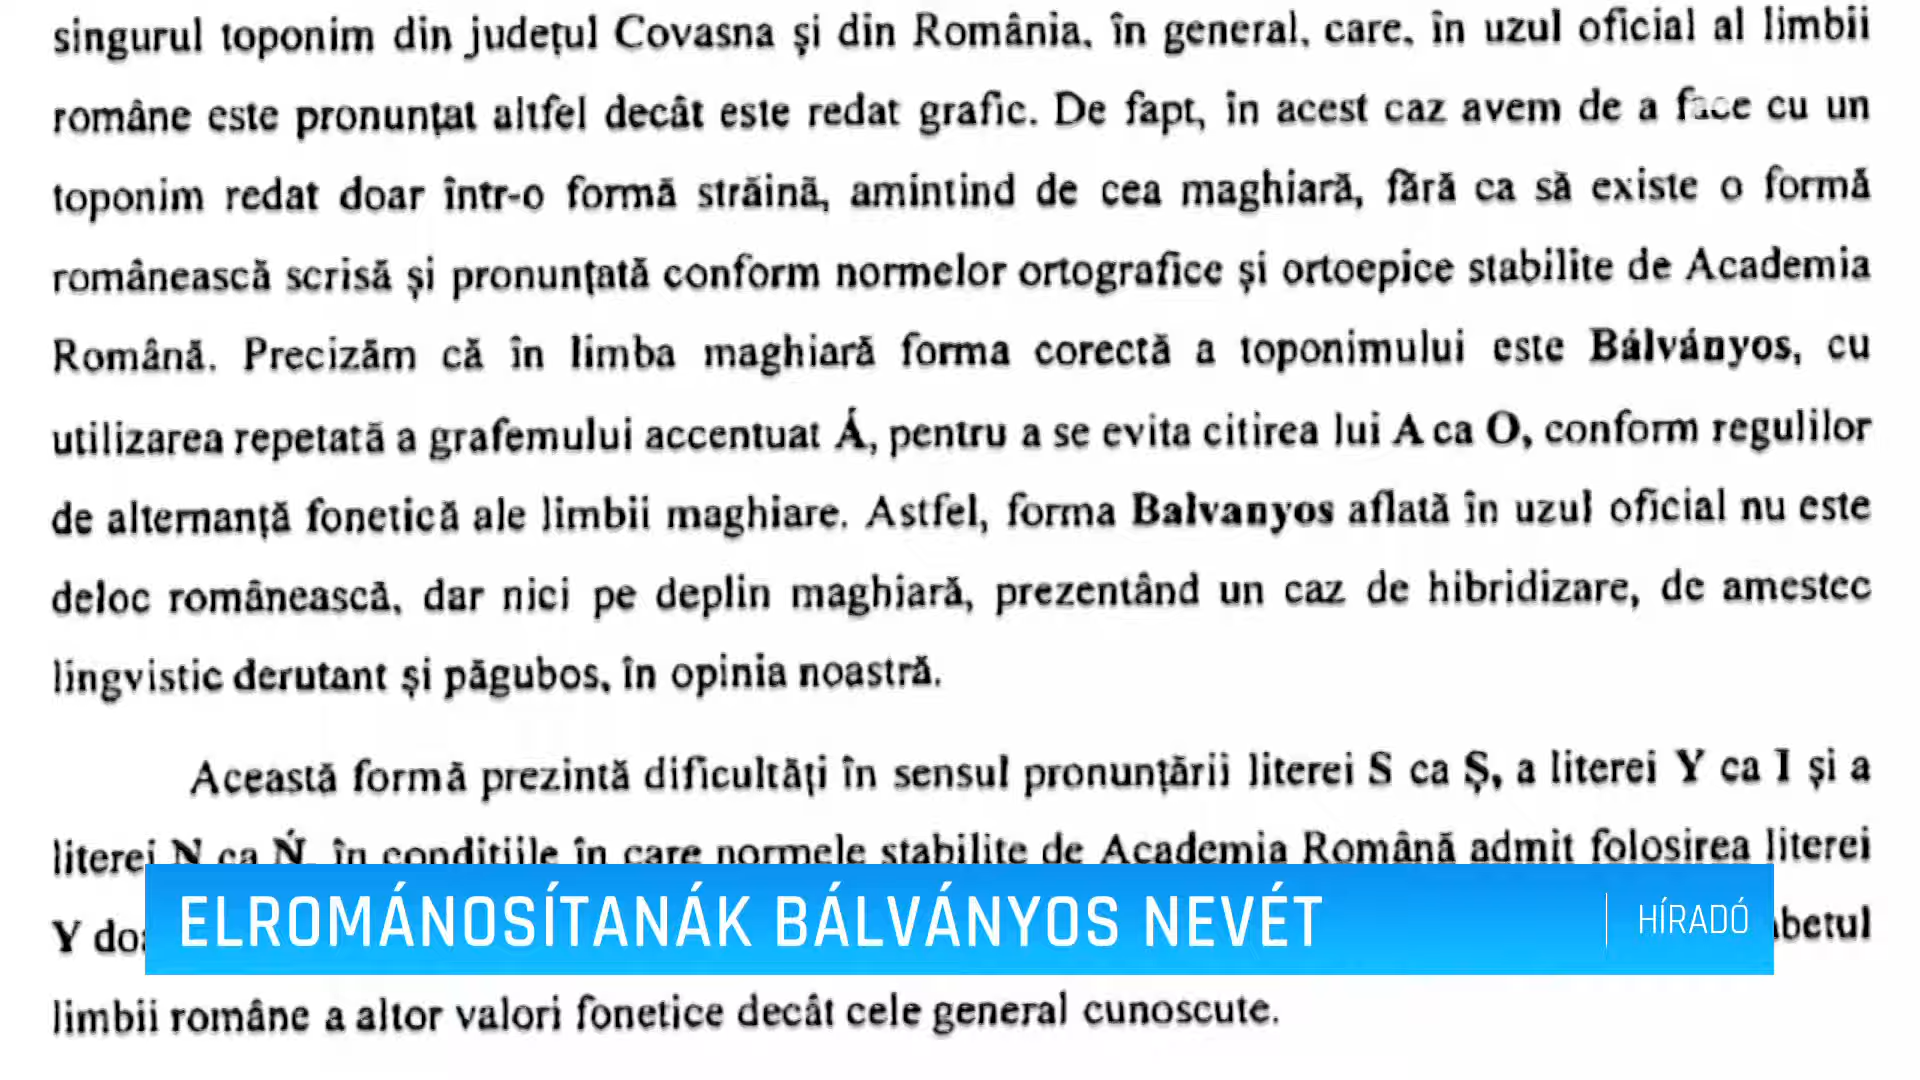 singurul toponim din județul Covasna și din România, în general, care, în uzul oficial al limbii
române este pronunțat altfel decât este redat grafic. De fapt, în acest caz avem de a face cu un
toponim redat doar într-o formă străină, amintind de cea maghiară, fără ca să existe o formă
românească scrisă și pronunțată conform normelor ortografice și ortoepice stabilite de Academia
Română. Precizăm că în limba maghiară forma corectă a toponimului este Bálványos, cu
utilizarea repetată a grafemului accentuat Á, pentru a se evita citirea lui A ca O, conform regulilor
de alternanță fonetică ale limbii maghiare. Astfel, forma Balvanyos aflată în uzul oficial nu este
deloc românească, dar nici pe deplin maghiară, prezentând un caz de hibridizare, de amestec
lingvistic derutant și păgubos, în opinia noastră.
Această formă prezintă dificultăți în sensul pronunțării literei S ca Ș, a literei Y ca I și a
literei N ca Ń, în condițiile în care normele stabilite de Academia Română admit folosirea literei
Y
ELROMÁNOSÍTANÁK BÁLVÁNYOS NEVÉT
HÍRADÓ
limbii române a altor valori fonetice decât cele general cunoscute.